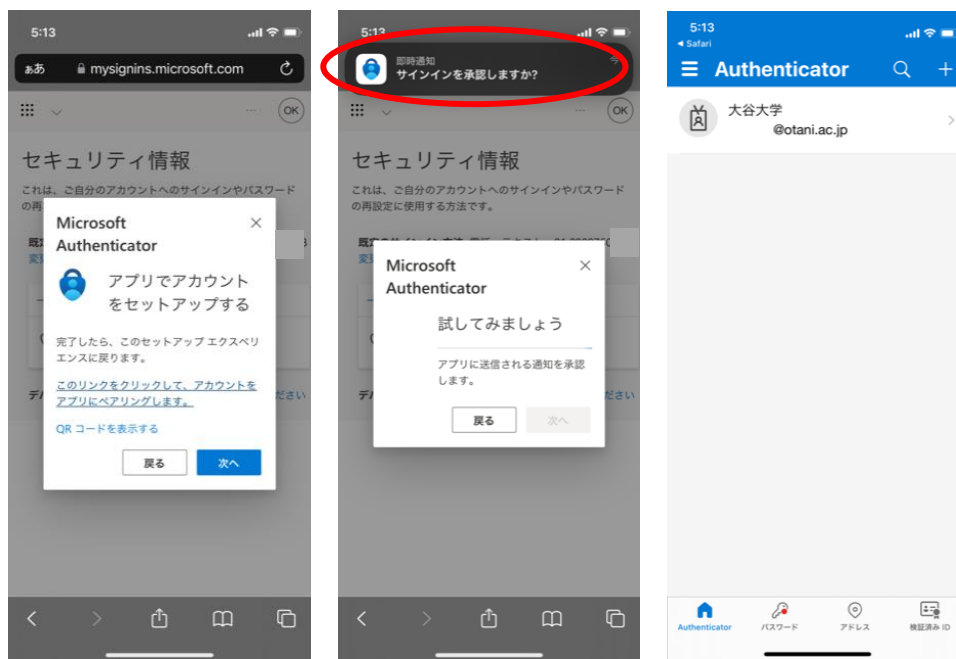 5:13
ああ mysignins.microsoft.com
OK
セキュリティ情報
これは、ご自分のアカウントへのサインインやパスワード
の再
Microsoft
Authenticator
アプリでアカウント
をセットアップする
完了したら、このセットアップ エクスペリ
エンスに戻ります。
このリンクをクリックして、アカウントを
アプリにペアリングします。
QR コードを表示する
戻る 次へ
既定
変更
デバ
ださい
5:13
即時通知
サインインを承認しますか?
OK
セキュリティ情報
これは、ご自分のアカウントへのサインインやパスワード
の再設定に使用する方法です。
Microsoft
Authenticator
試してみましょう
アプリに送信される通知を承認
します。
戻る 次へ
ださい
5:13
Safari
Authenticator
大谷大学
@otani.ac.jp
Authenticator パスワード アドレス 検証済み ID